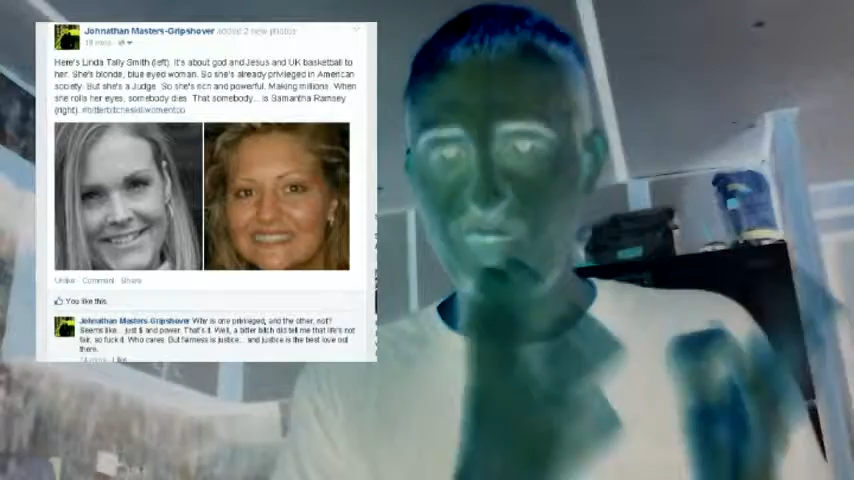 Johnathan Masters-Gripshover added 2 new photos
19 mins ·
Here's Linda Tally Smith (left). It's about god and Jesus and UK basketball to
her. She's blonde, blue eyed woman. So she's already privileged in American
society. But she's a Judge. So she's rich and powerful. Making millions. When
she rolls her eyes, somebody dies. That somebody... is Samantha Ramsey
(right). #bitterbitcheskillwomentoo
Unlike · Comment · Share
You like this.
Johnathan Masters-Gripshover Why is one privileged, and the other, not?
Seems like... just $ and power. That's it. Well, a bitter bitch did tell me that life's not
fair, so fuck it. Who cares. But fairness is justice... and justice is the best love out
there.
Like